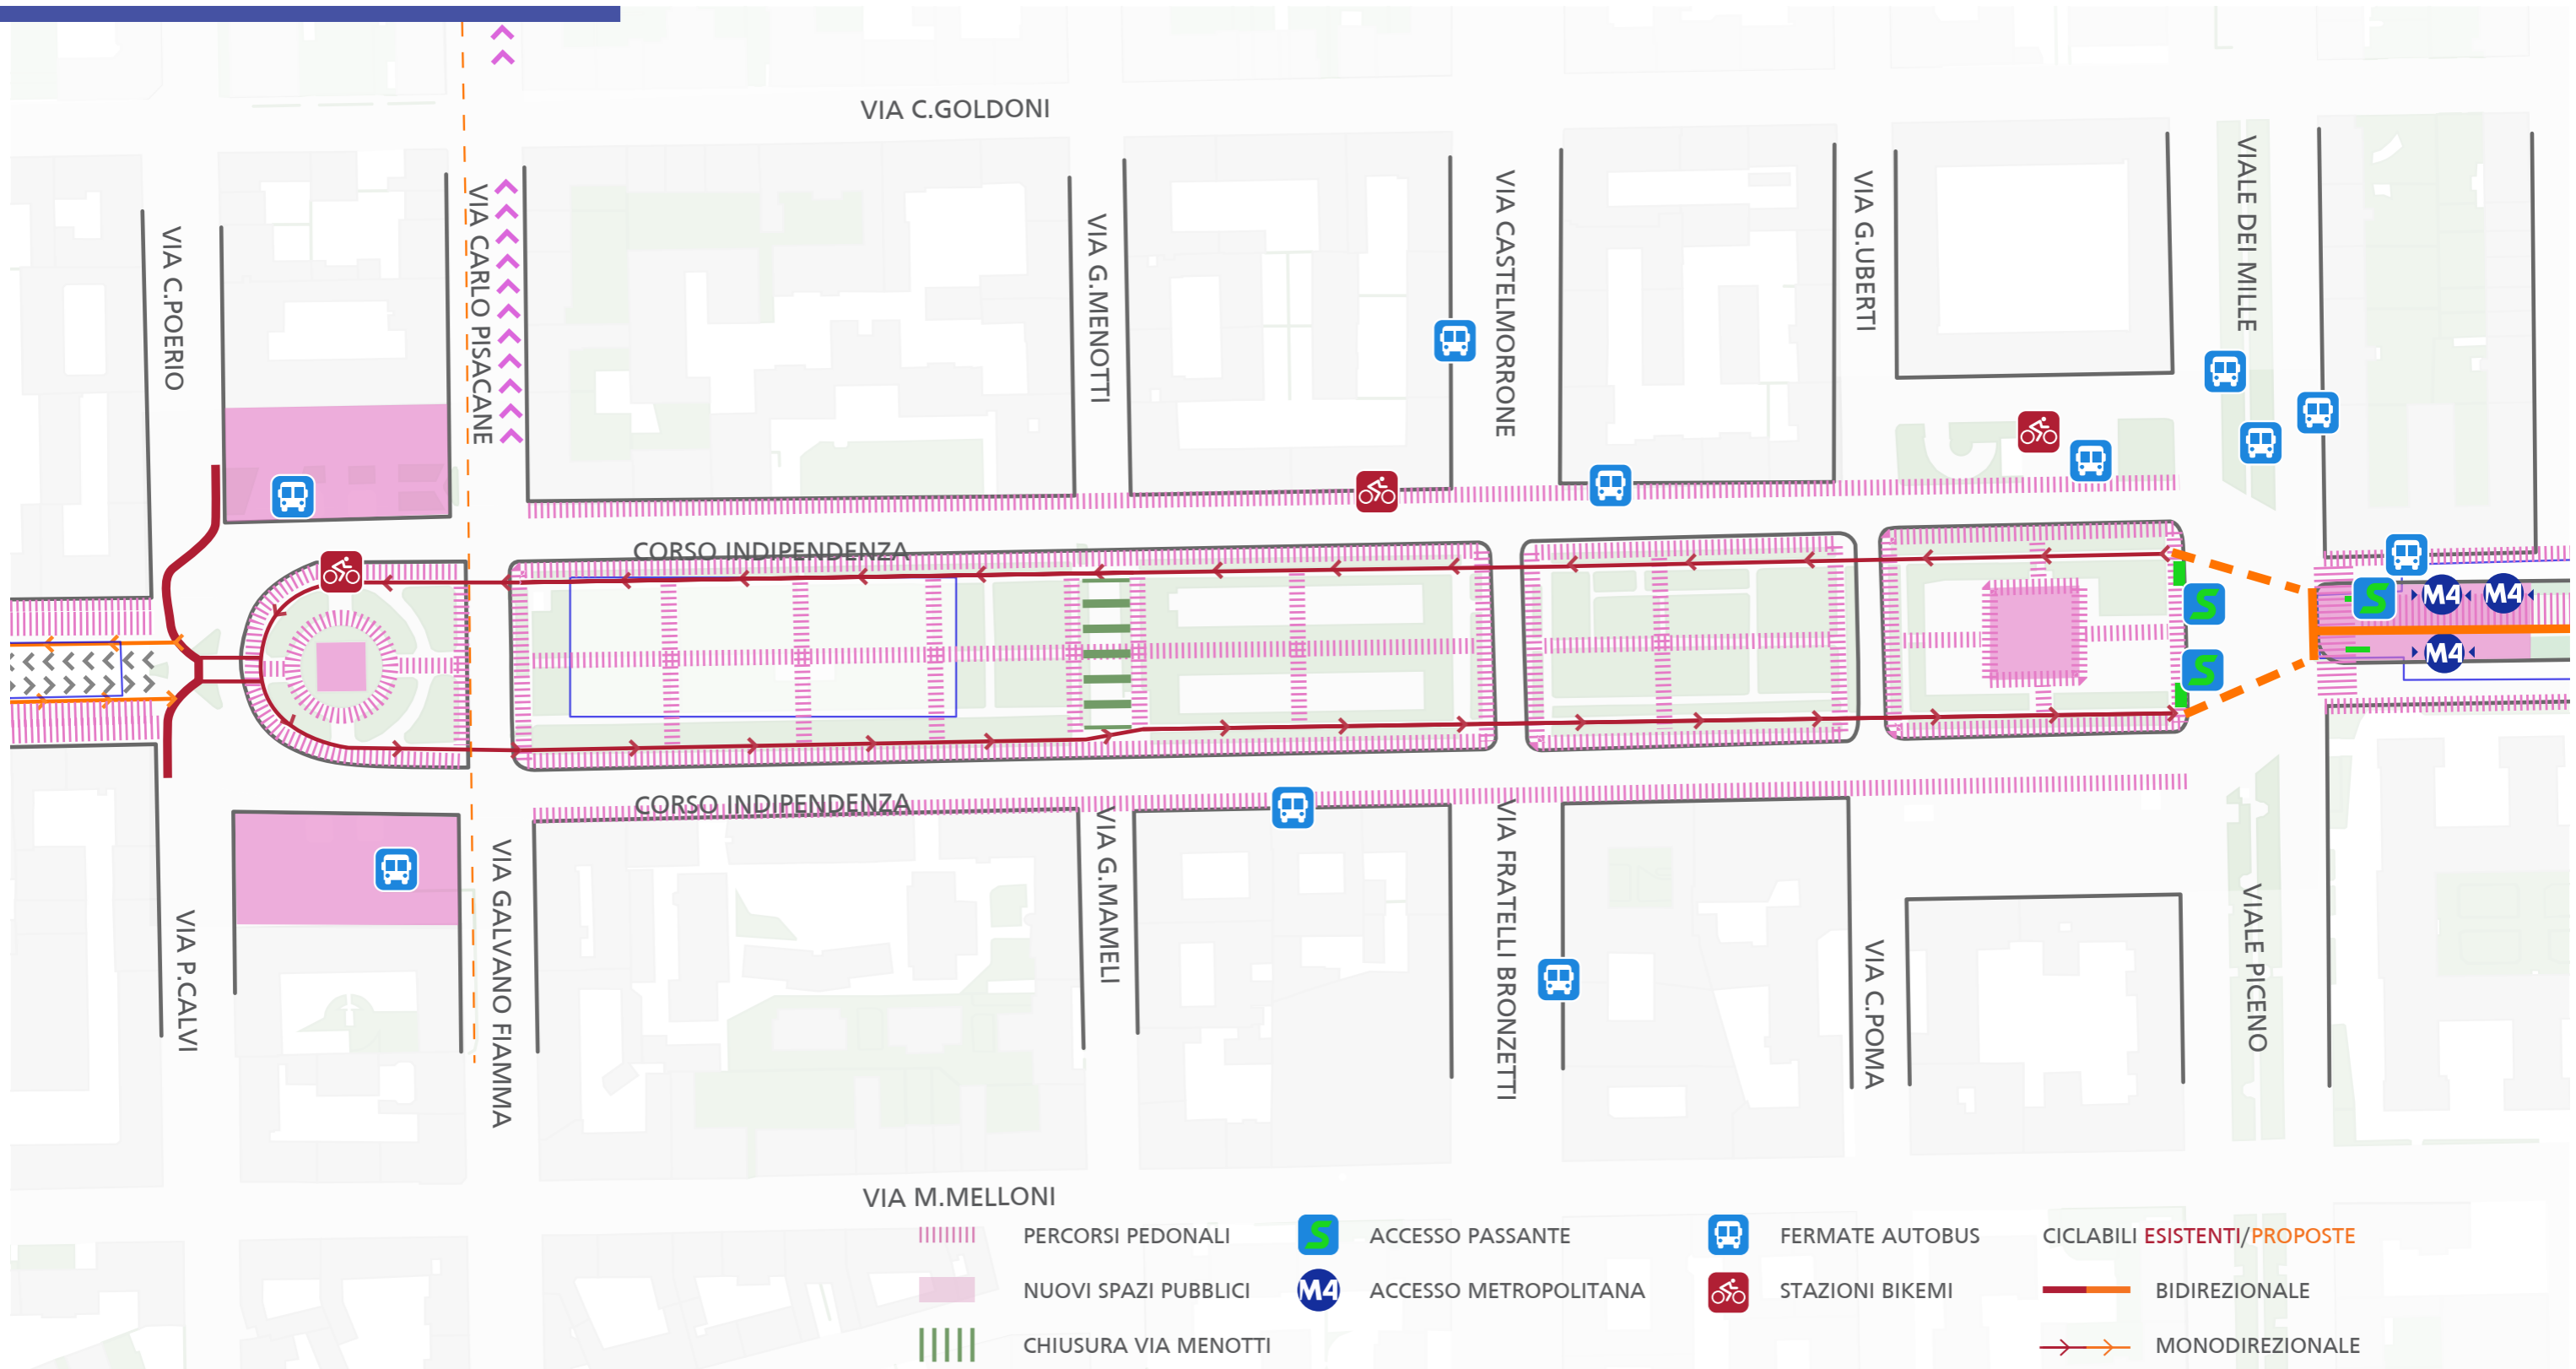 VIA C.GOLDONI
VIA C.POERIO
VIA CARLO PISACANE
VIA G.MENOTTI
VIA CASTELMORRONE
VIA G.UBERTI
VIALE DEI MILLE
CORSO INDIPENDENZA
S
M4
M4
S
S
M4
CORSO INDIPENDENZA
VIA P.CALVI
VIA GALVANO FIAMMA
VIA G.MAMELI
VIA FRATELLI BRONZETTI
VIA C.POMA
VIALE PICENO
VIA M.MELLONI
PERCORSI PEDONALI
S ACCESSO PASSANTE
FERMATE AUTOBUS
CICLABILI ESISTENTI/PROPOSTE
NUOVI SPAZI PUBBLICI
M4 ACCESSO METROPOLITANA
STAZIONI BIKEMI
BIDIREZIONALE
CHIUSURA VIA MENOTTI
MONODIREZIONALE